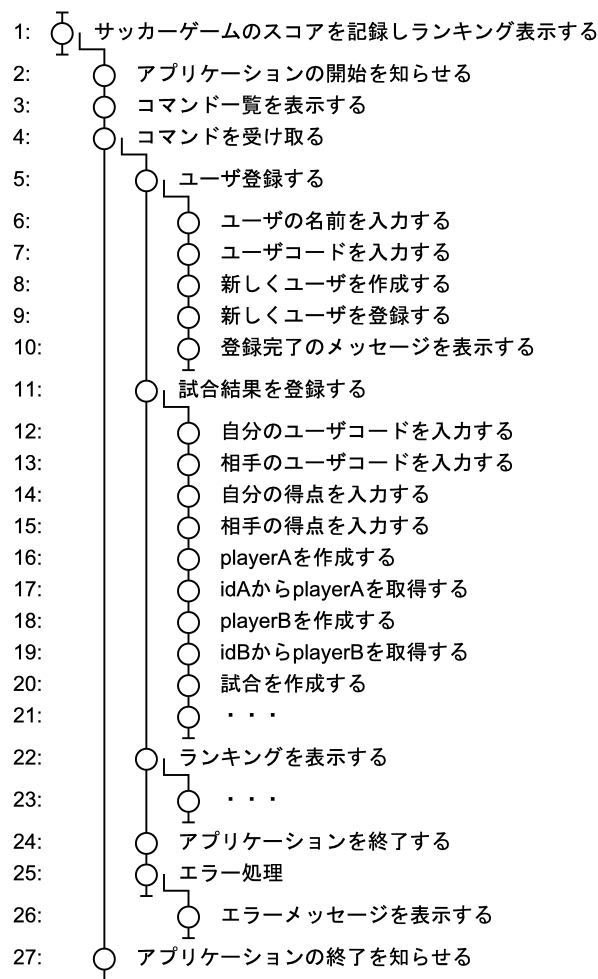 1: サッカーゲームのスコアを記録しランキング表示する
2: アプリケーションの開始を知らせる
3: コマンド一覧を表示する
4: コマンドを受け取る
5: ユーザ登録する
6: ユーザの名前を入力する
7: ユーザコードを入力する
8: 新しくユーザを作成する
9: 新しくユーザを登録する
10: 登録完了のメッセージを表示する
11: 試合結果を登録する
12: 自分のユーザコードを入力する
13: 相手のユーザコードを入力する
14: 自分の得点を入力する
15: 相手の得点を入力する
16: playerAを作成する
17: idAからplayerAを取得する
18: playerBを作成する
19: idBからplayerBを取得する
20: 試合を作成する
21: ・・・
22: ランキングを表示する
23: ・・・
24: アプリケーションを終了する
25: エラー処理
26: エラーメッセージを表示する
27: アプリケーションの終了を知らせる